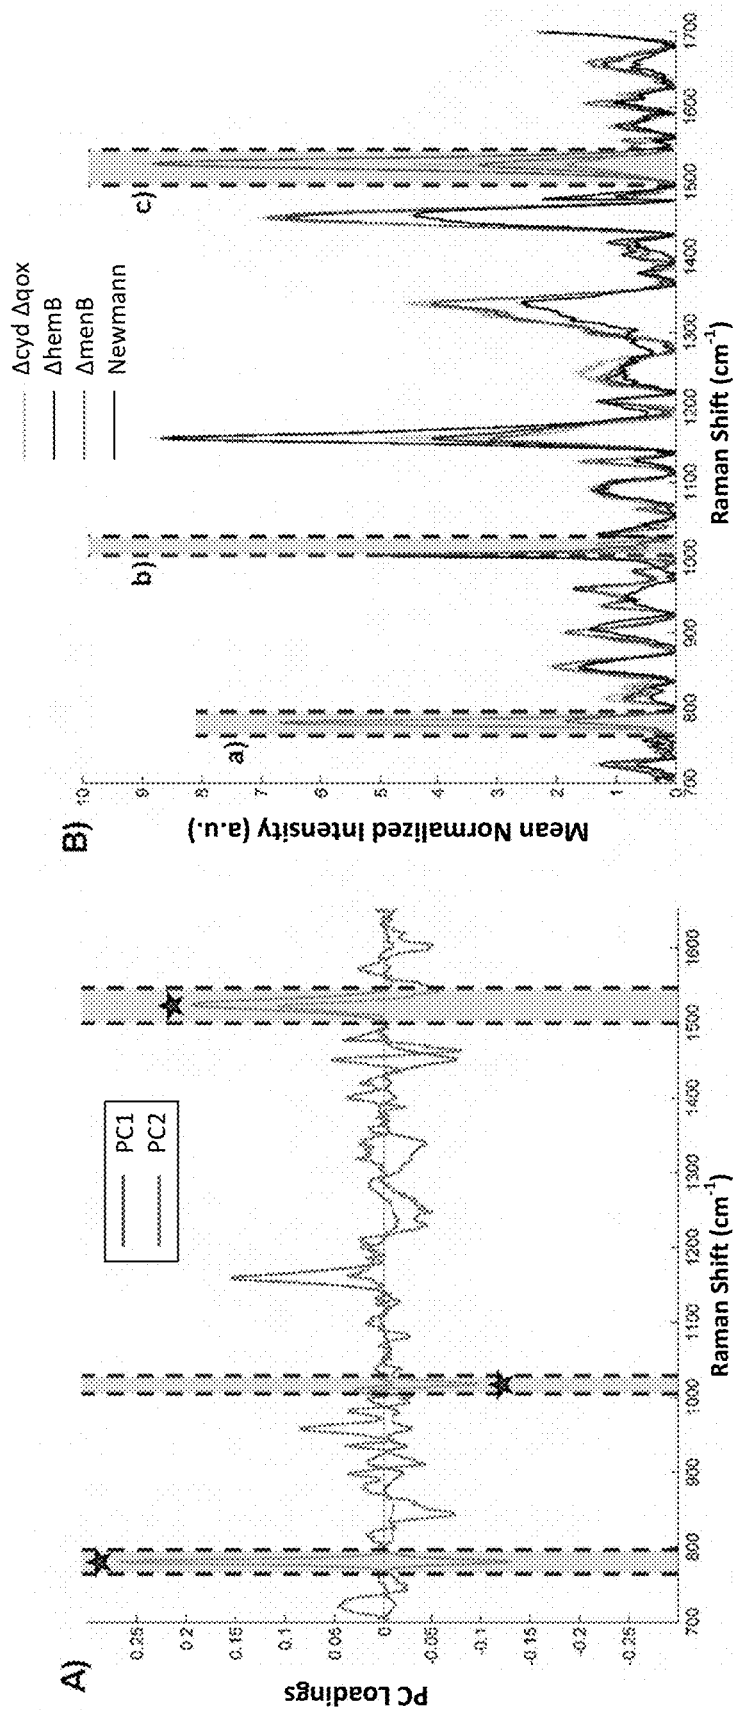 A)
PC Loadings
0.25
0.2
0.15
0.1
0.05
0
-0.05
-0.1
-0.15
-0.2
-0.25
PC1
PC2
700
800
900
1000
1100
1200
1300
1400
1500
1600
Raman Shift (cm-1)
B)
Mean Normalized Intensity (a.u.)
10
9
8
7
6
5
4
3
2
1
0
a)
b)
c)
Δcyd Δqox
ΔhemB
ΔmenB
Newmann
700
800
900
1000
1100
1200
1300
1400
1500
1600
1700
Raman Shift (cm-1)